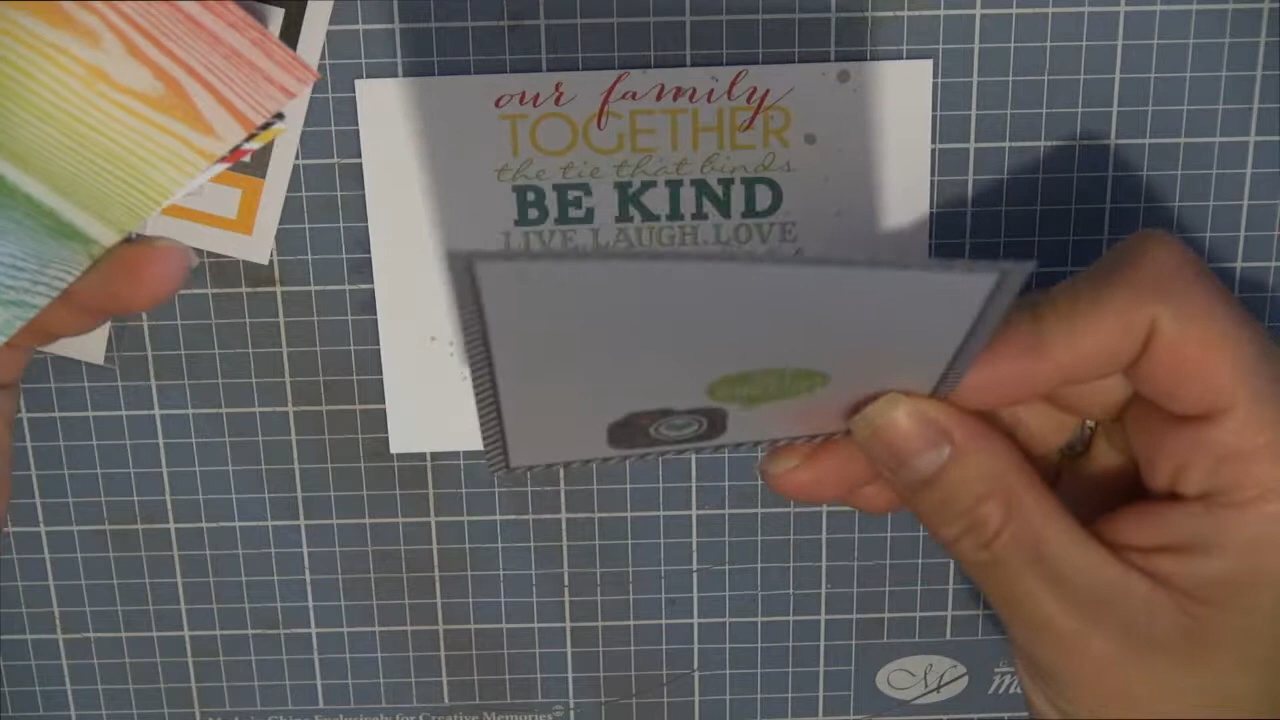 our family
TOGETHER
the tie that binds
BE KIND
LIVE.LAUGH.LOVE
M
Made in China Exclusively for Creative Memories®